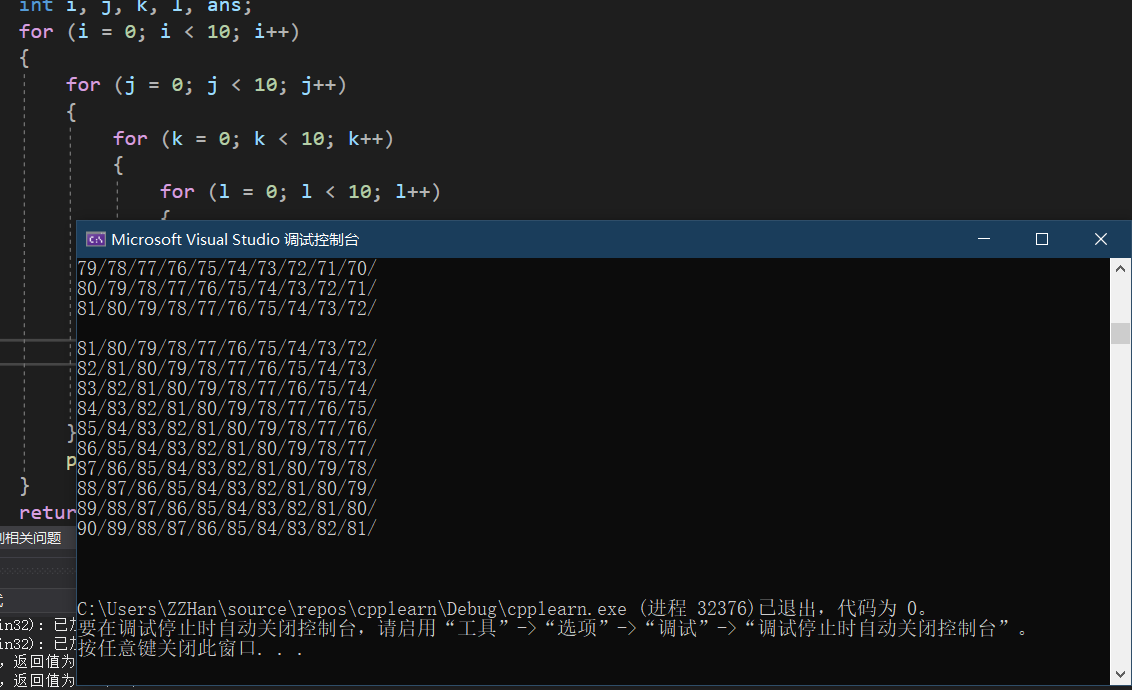 int i, j, k, l, ans;
for (i = 0; i < 10; i++)
{
for (j = 0; j < 10; j++)
{
for (k = 0; k < 10; k++)
{
for (l = 0; l < 10; l++)
{
Microsoft Visual Studio 调试控制台
79/78/77/76/75/74/73/72/71/70/
80/79/78/77/76/75/74/73/72/71/
81/80/79/78/77/76/75/74/73/72/
81/80/79/78/77/76/75/74/73/72/
82/81/80/79/78/77/76/75/74/73/
83/82/81/80/79/78/77/76/75/74/
84/83/82/81/80/79/78/77/76/75/
85/84/83/82/81/80/79/78/77/76/
86/85/84/83/82/81/80/79/78/77/
87/86/85/84/83/82/81/80/79/78/
88/87/86/85/84/83/82/81/80/79/
89/88/87/86/85/84/83/82/81/80/
90/89/88/87/86/85/84/83/82/81/
C:\Users\ZZHan\source\repos\cpplearn\Debug\cpplearn.exe (进程 32376)已退出，代码为 0。
要在调试停止时自动关闭控制台，请启用“工具”->“选项”->“调试”->“调试停止时自动关闭控制台”。
按任意键关闭此窗口. . .
}
p
}
retur
相关问题
in32): 已
in32): 已
，返回值为
，返回值为